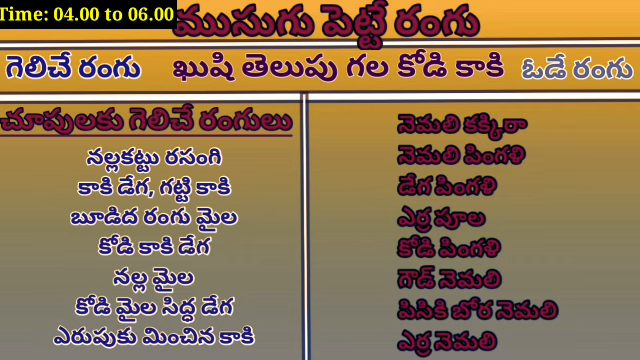 Time: 04.00 to 06.00
ముసుగు పెట్టే రంగు
గెలిచే రంగు ఖుషి తెలుపు గల కోడి కాకి ఓడే రంగు
చూపులకు గెలిచే రంగులు
నల్లకట్టు రసంగి
కాకి డేగ, గట్టి కాకి
బూడిద రంగు మైల
కోడి కాకి డేగ
నల్ల మైల
కోడి మైల సిద్ధ డేగ
ఎరుపుకు మించిన కాకి
నెమలి కక్కిరా
నెమలి పింగళి
డేగ పింగళి
ఎర్ర పూల
కోడి పింగళి
గౌడ్ నెమలి
పిసికి బోర నెమలి
ఎర్ర నెమలి